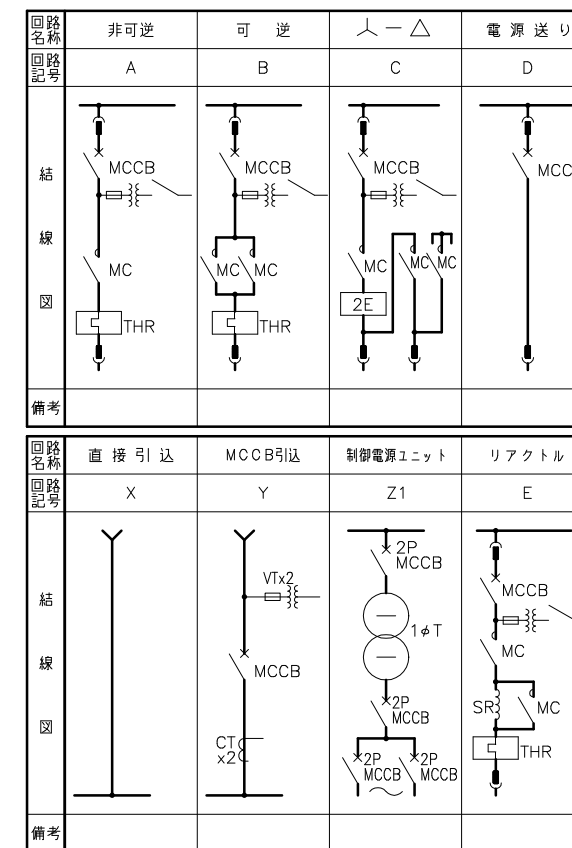 回路名称 非可逆 可 逆 人－△ 電 源 送 り
回路記号 A B C D
結線図
MCCB MCCB MCCB MCC
MC MC MC MC MC MC
2E
THR THR
備考
回路名称 直 接 引 込 MCCB引込 制御電源ユニット リアクトル
回路記号 X Y Z1 E
結線図
2P MCCB
VTx2 MCCB
1φT
MC
MCCB
2P MCCB
SR MC
CT x2
THR
2P MCCB 2P MCCB
備考